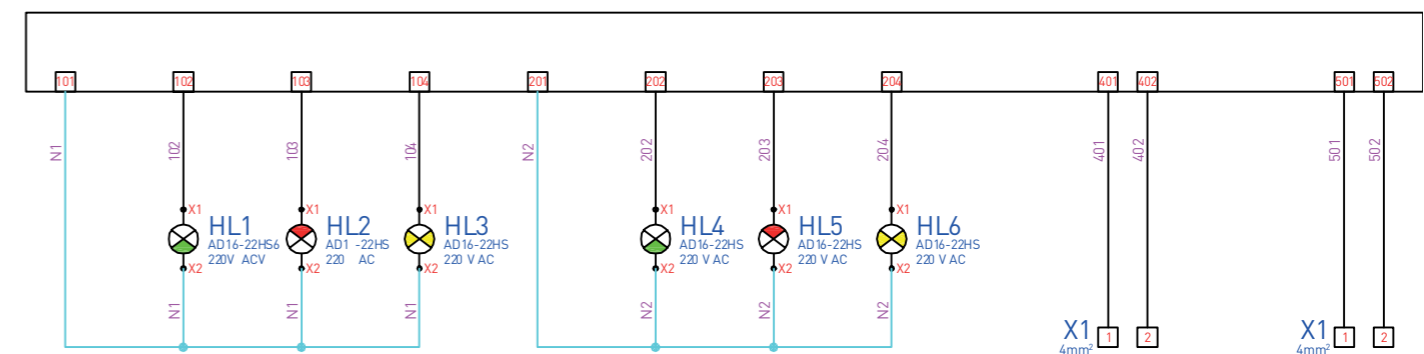 101 102 103 104 201 202 203 204 401 402 501 502
N1 102 103 104 N2 202 203 204 401 402 501 502
X1 X1 X1 X1 X1 X1
HL1 HL2 HL3 HL4 HL5 HL6
AD16-22HS6 AD1 -22HS AD16-22HS AD16-22HS AD16-22HS AD16-22HS
220V ACV 220 AC 220 V AC 220 V AC 220 V AC 220 V AC
X2 X2 X2 X2 X2 X2
N1 N1 N1 N2 N2 N2
X1 1 2 X1 1 2
4mm² 4mm²